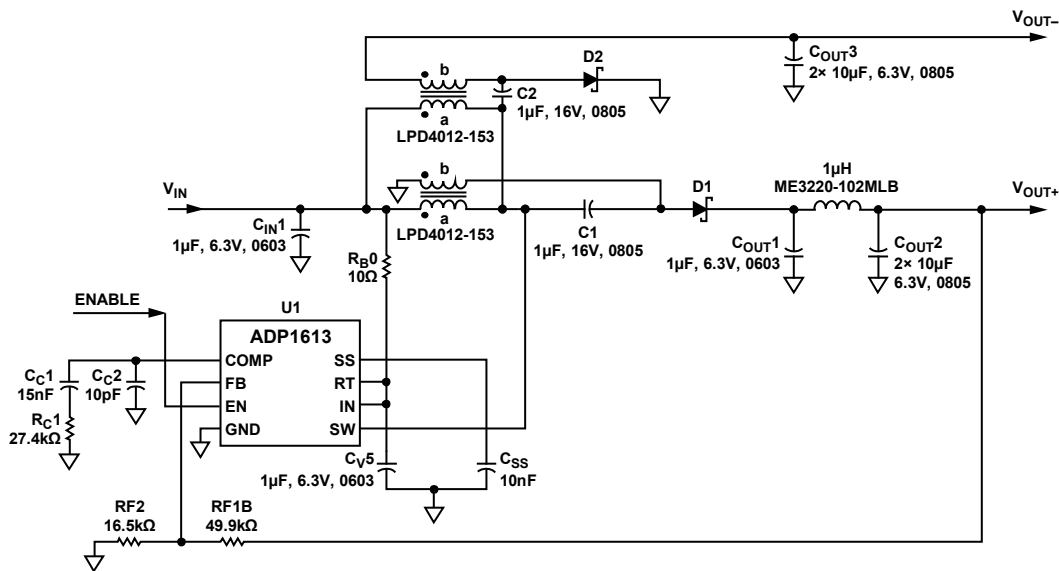 VOUT–
COUT3
2× 10µF, 6.3V, 0805
D2
b
C2
1µF, 16V, 0805
a
LPD4012-153
VIN
b
a
LPD4012-153
CIN1
1µF, 6.3V, 0603
RB0
10Ω
C1
1µF, 16V, 0805
D1
1µH
ME3220-102MLB
VOUT+
COUT1
1µF, 6.3V, 0603
COUT2
2× 10µF
6.3V, 0805
ENABLE
U1
ADP1613
COMP
FB
EN
GND
SS
RT
IN
SW
CC1
15nF
CC2
10pF
RC1
27.4kΩ
CV5
1µF, 6.3V, 0603
CSS
10nF
RF2
16.5kΩ
RF1B
49.9kΩ